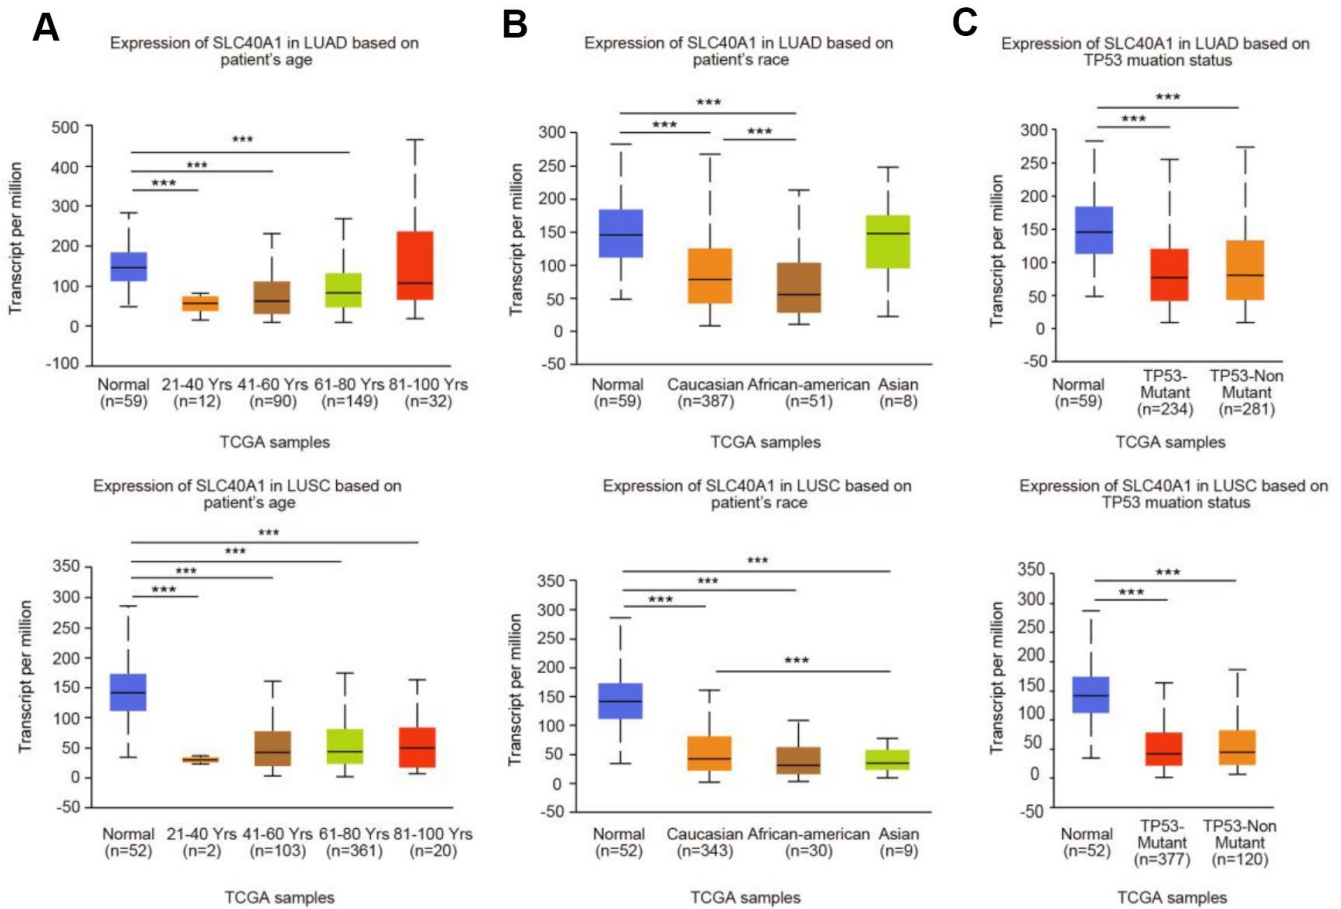 A
Expression of SLC40A1 in LUAD based on
patient's age
***
***
***
500
400
300
200
100
0
-100
Transcript per million
Normal 21-40 Yrs 41-60 Yrs 61-80 Yrs 81-100 Yrs
(n=59) (n=12) (n=90) (n=149) (n=32)
TCGA samples
B
Expression of SLC40A1 in LUAD based on
patient's race
***
*** ***
300
250
200
150
100
50
0
-50
Transcript per million
Normal Caucasian African-american Asian
(n=59) (n=387) (n=51) (n=8)
TCGA samples
C
Expression of SLC40A1 in LUAD based on
TP53 muation status
***
***
300
250
200
150
100
50
0
-50
Transcript per million
Normal TP53- TP53-Non
(n=59) Mutant Mutant
(n=234) (n=281)
TCGA samples
Expression of SLC40A1 in LUSC based on
patient's age
***
***
***
***
350
300
250
200
150
100
50
0
-50
Transcript per million
Normal 21-40 Yrs 41-60 Yrs 61-80 Yrs 81-100 Yrs
(n=52) (n=2) (n=103) (n=361) (n=20)
TCGA samples
Expression of SLC40A1 in LUSC based on
patient's race
***
***
***
***
350
300
250
200
150
100
50
0
-50
Transcript per million
Normal Caucasian African-american Asian
(n=52) (n=343) (n=30) (n=9)
TCGA samples
Expression of SLC40A1 in LUSC based on
TP53 muation status
***
***
350
300
250
200
150
100
50
0
-50
Transcript per million
Normal TP53- TP53-Non
(n=52) Mutant Mutant
(n=377) (n=120)
TCGA samples